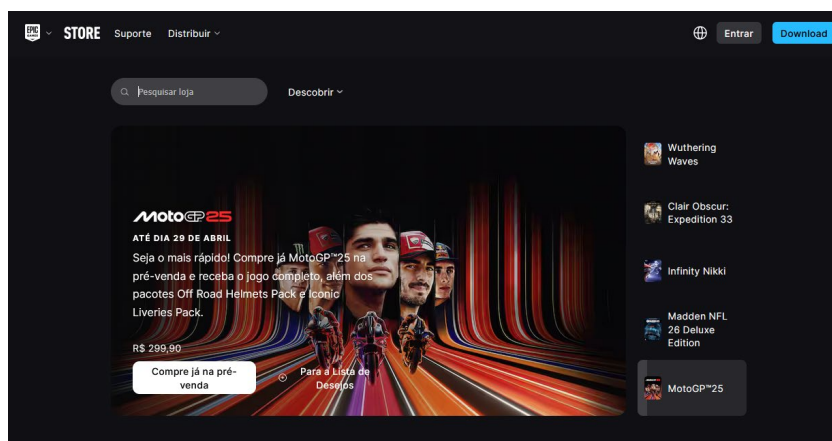 EPIC
GAMES
STORE
Suporte
Distribuir
Entrar
Download
Pesquisar loja
Descobrir
MotoGP25
ATÉ DIA 29 DE ABRIL
Seja o mais rápido! Compre já MotoGP™25 na
pré-venda e receba o jogo completo, além dos
pacotes Off Road Helmets Pack e Iconic
Liveries Pack.
R$ 299,90
Compre já na pré-
venda
Para a Lista de
Desejos
Wuthering
Waves
Clair Obscur:
Expedition 33
Infinity Nikki
Madden NFL
26 Deluxe
Edition
MotoGP™25